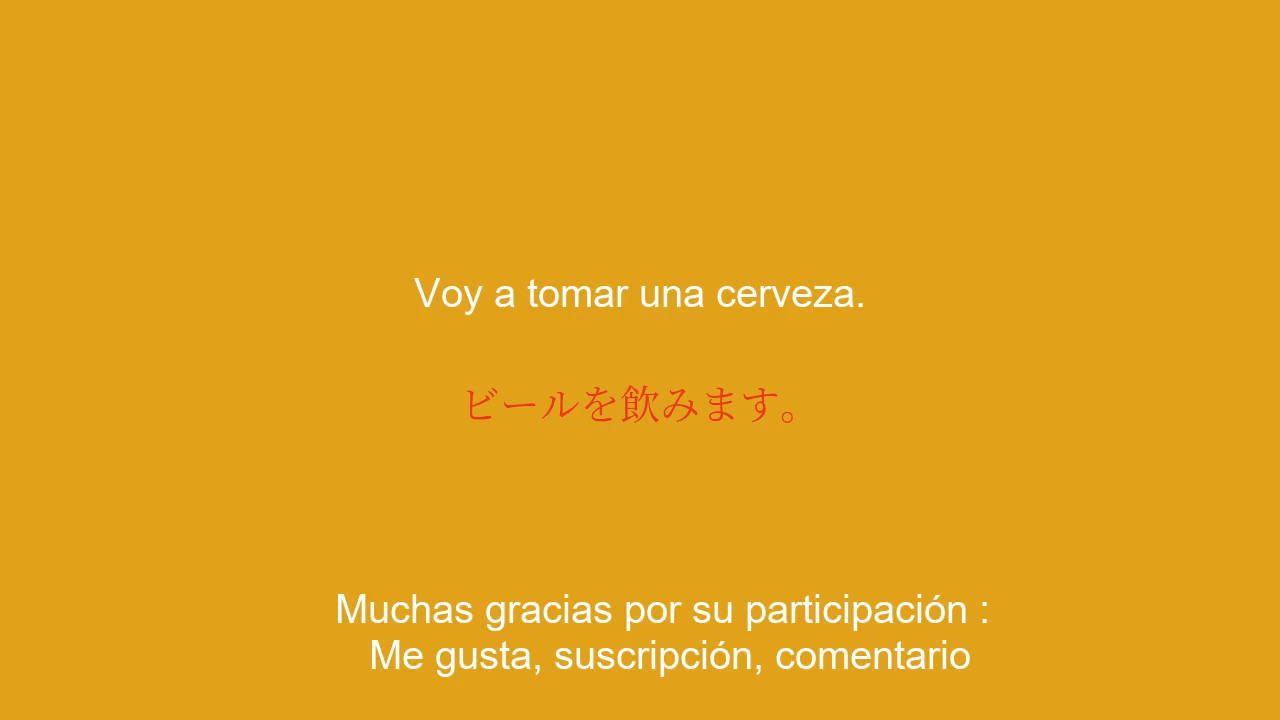 Voy a tomar una cerveza.
ビールを飲みます。
Muchas gracias por su participación :
Me gusta, suscripción, comentario